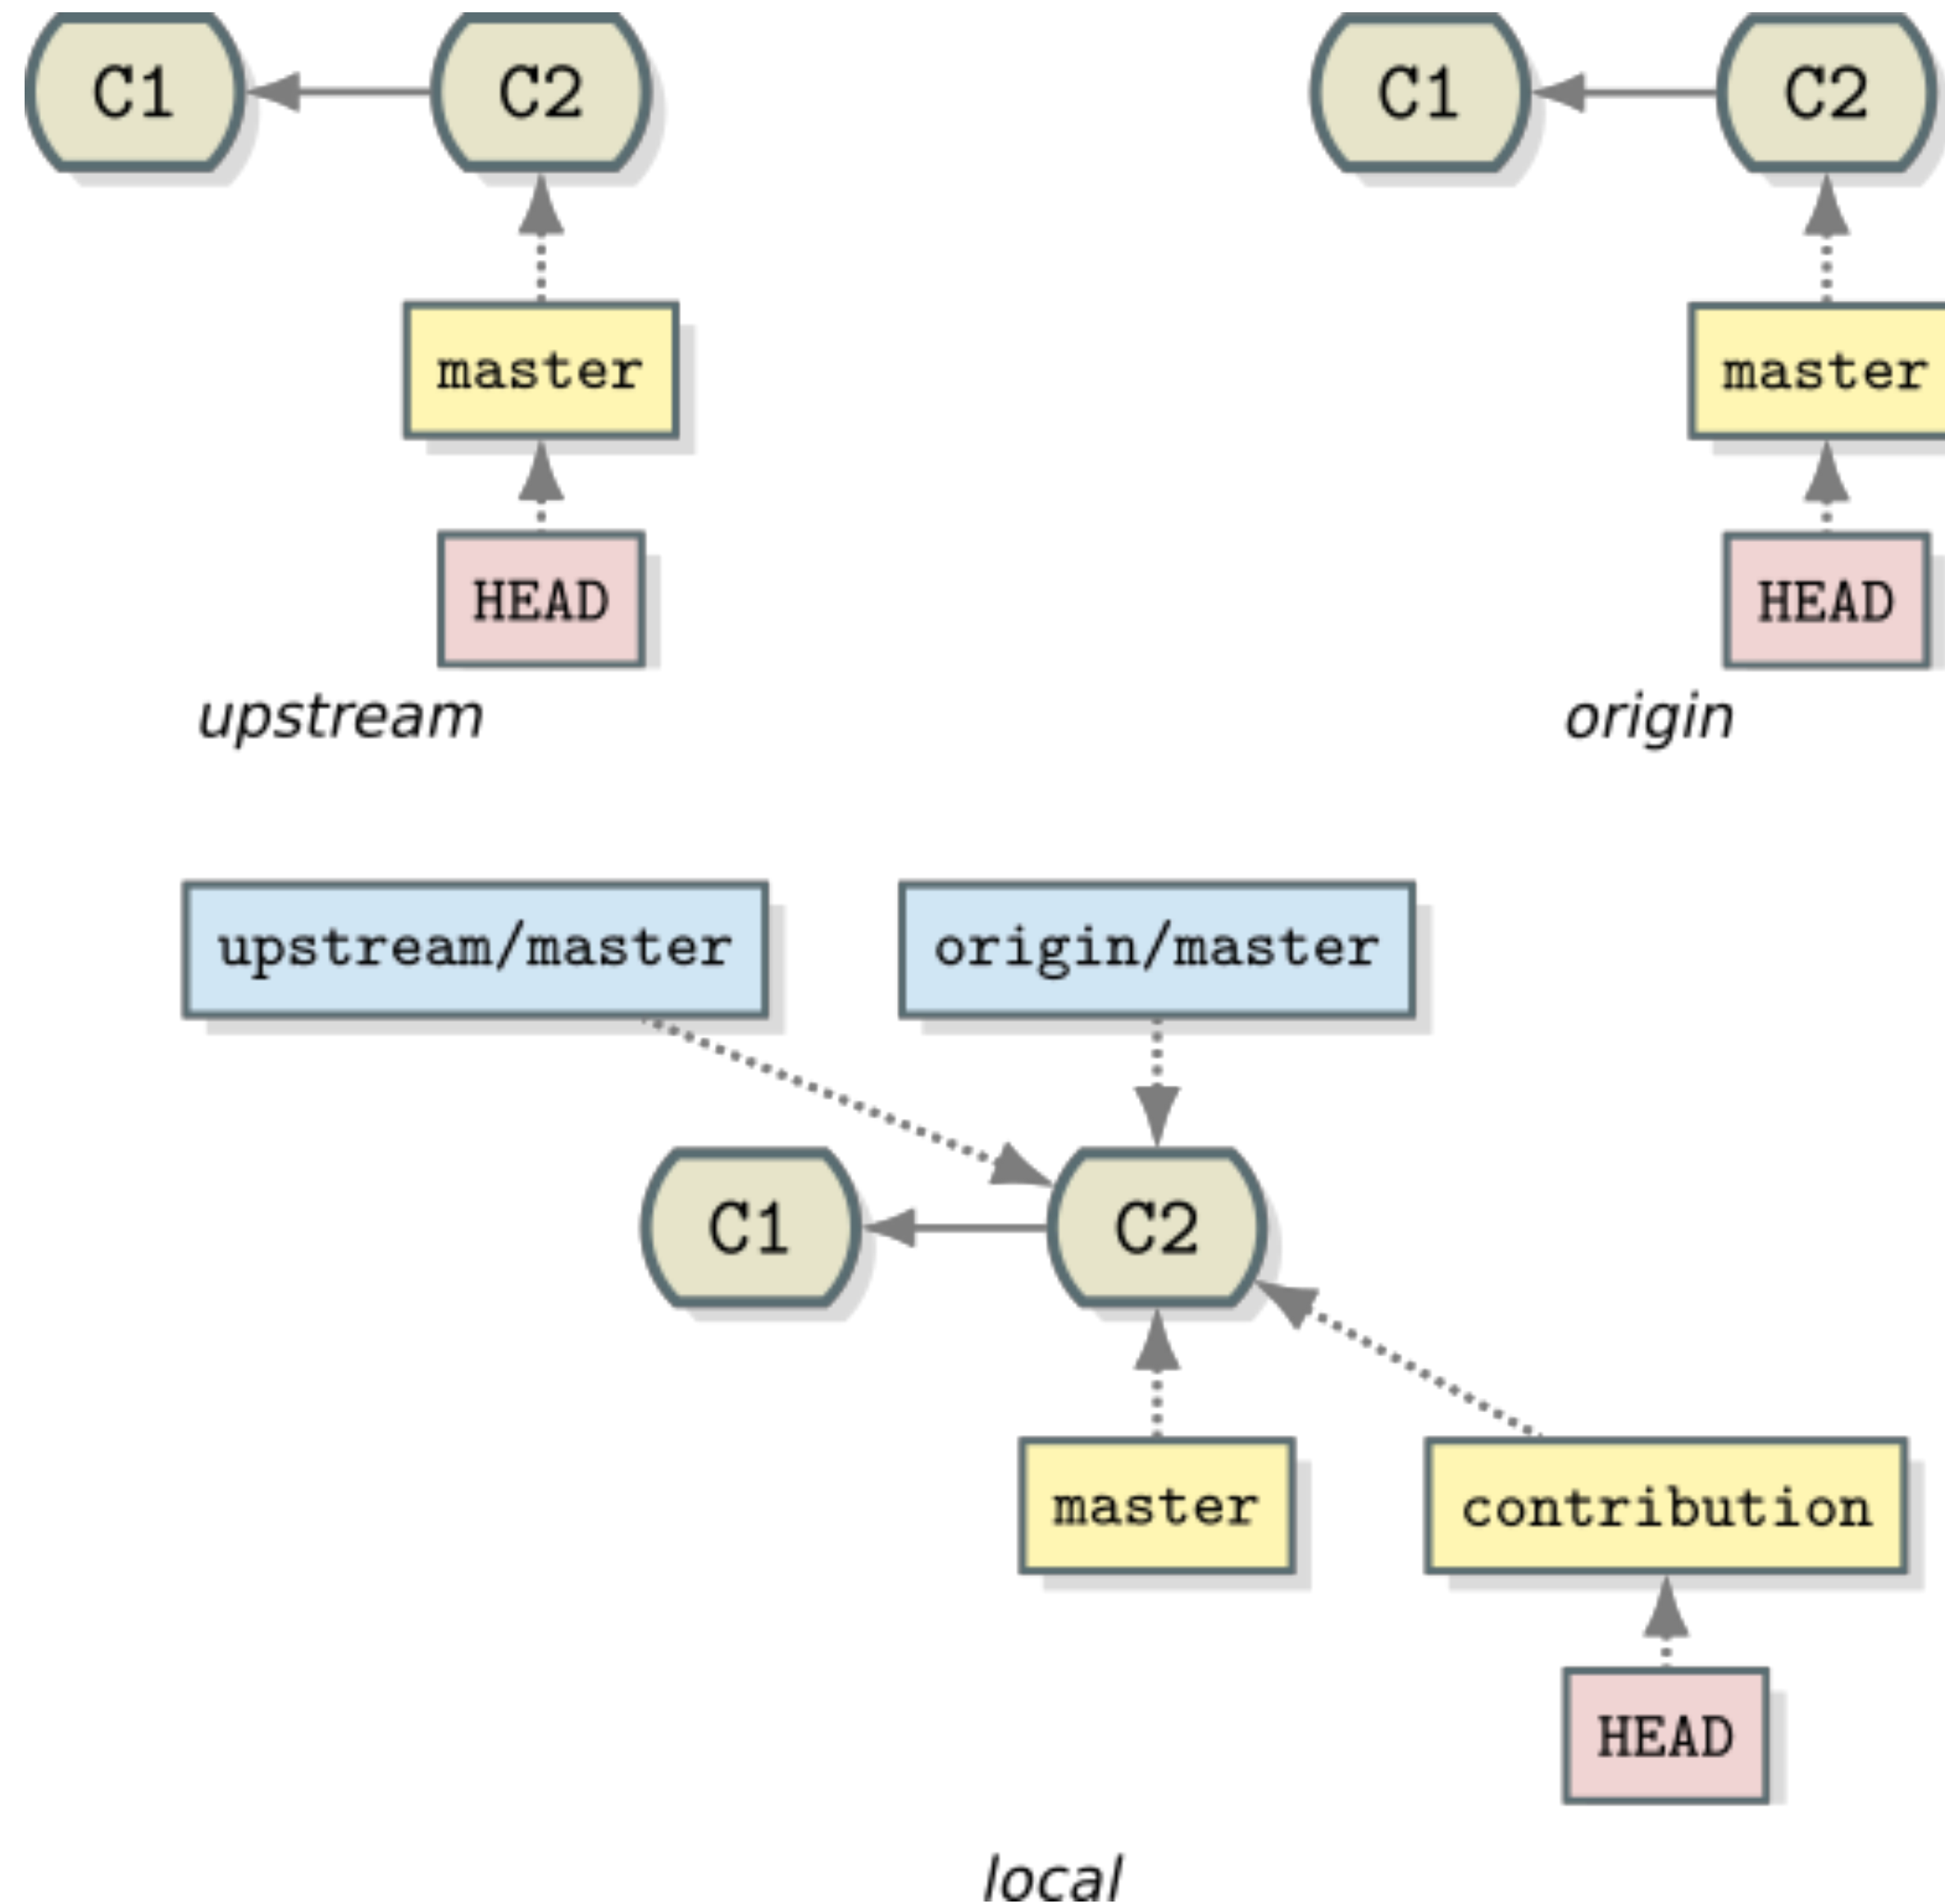 C1 C2
C1 C2
master
master
HEAD
HEAD
upstream
origin
upstream/master
origin/master
C1 C2
master
contribution
HEAD
local